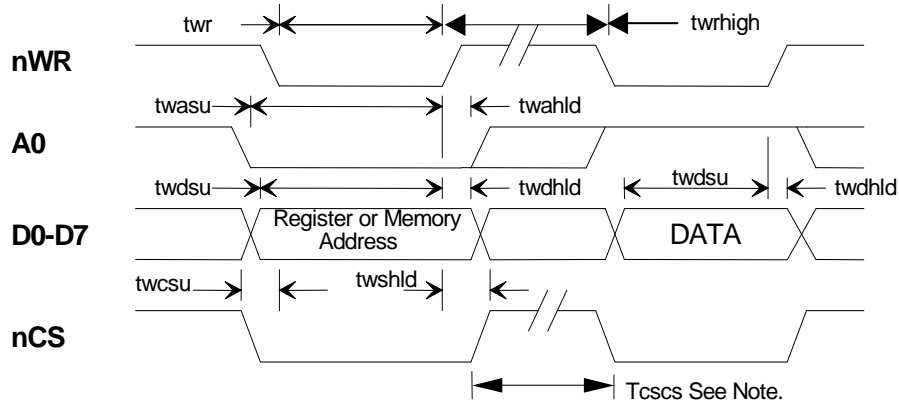 twr
twrhigh
nWR
twasu
twahld
A0
twdsu
twdhld
twdsu
twdhld
D0-D7
Register or Memory
Address
DATA
twcsu
twshld
nCS
Tcscs See Note.